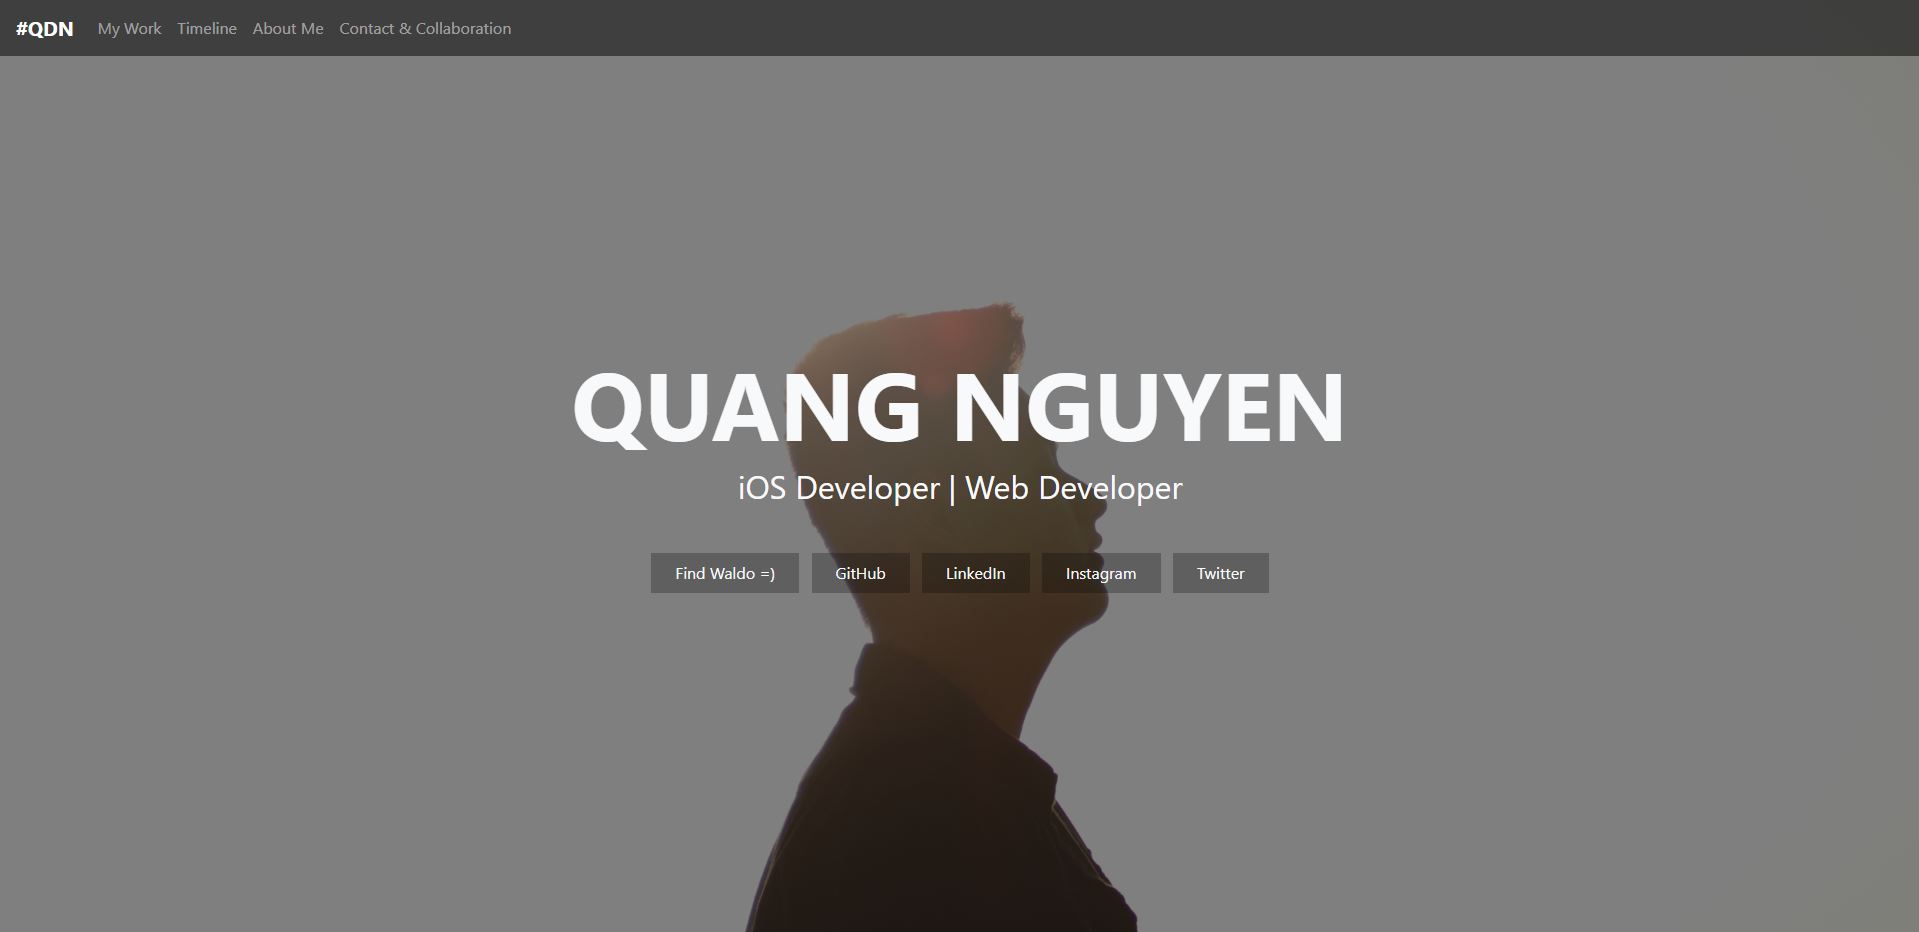 #QDN My Work Timeline About Me Contact & Collaboration
QUANG NGUYEN
iOS Developer | Web Developer
Find Waldo =) GitHub LinkedIn Instagram Twitter